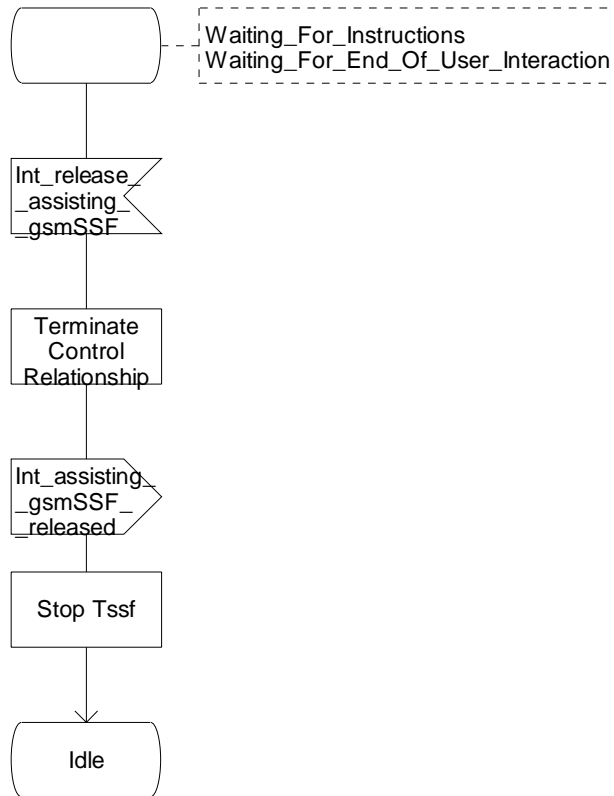 Waiting_For_Instructions
Waiting_For_End_Of_User_Interaction
Int_release_
_assisting_
_gsmSSF
Terminate
Control
Relationship
Int_assisting_
_gsmSSF_
_released
Stop Tssf
Idle